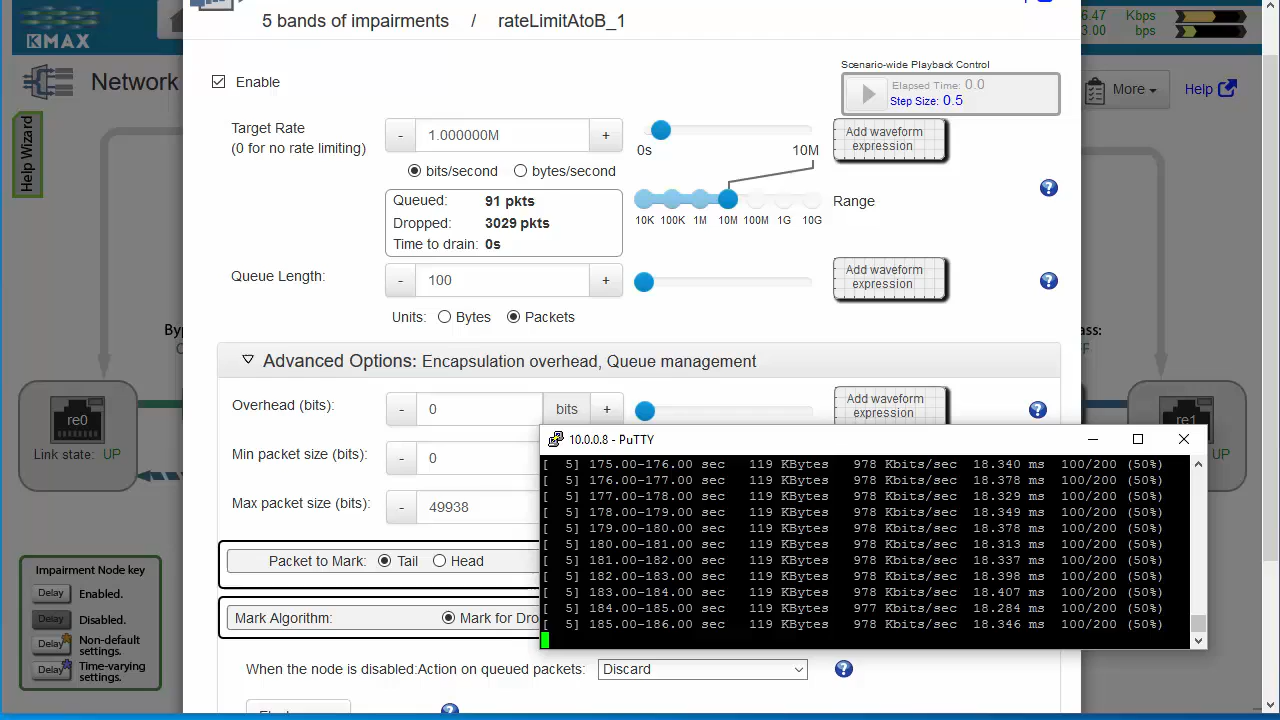 5 bands of impairments / rateLimitAtoB_1
KMAX
6.47 Kbps
3.00 bps
Network
More
Help
Help Wizard
Enable
Scenario-wide Playback Control
Elapsed Time: 0.0
Step Size: 0.5
Target Rate
(0 for no rate limiting)
- 1.000000M +
0s 10M
Add waveform
expression
bits/second bytes/second
Queued: 91 pkts
Dropped: 3029 pkts
Time to drain: 0s
10K 100K 1M 10M 100M 1G 10G
Range
?
Queue Length:
- 100 +
Add waveform
expression
?
Units: Bytes Packets
Advanced Options: Encapsulation overhead, Queue management
Overhead (bits):
- 0 bits +
Add waveform
expression
?
Min packet size (bits):
- 0
Max packet size (bits):
- 49938
Packet to Mark: Tail Head
Mark Algorithm: Mark for Dro
When the node is disabled:Action on queued packets: Discard
?
re0
Link state: UP
re1
UP
Impairment Node key
Delay Enabled.
Delay Disabled.
Delay Non-default
settings.
Delay Time-varying
settings.
10.0.0.8 - PuTTY
[ 5] 175.00-176.00 sec 119 KBytes 978 Kbits/sec 18.340 ms 100/200 (50%)
[ 5] 176.00-177.00 sec 119 KBytes 978 Kbits/sec 18.378 ms 100/200 (50%)
[ 5] 177.00-178.00 sec 119 KBytes 978 Kbits/sec 18.329 ms 100/200 (50%)
[ 5] 178.00-179.00 sec 119 KBytes 978 Kbits/sec 18.349 ms 100/200 (50%)
[ 5] 179.00-180.00 sec 119 KBytes 978 Kbits/sec 18.378 ms 100/200 (50%)
[ 5] 180.00-181.00 sec 119 KBytes 978 Kbits/sec 18.313 ms 100/200 (50%)
[ 5] 181.00-182.00 sec 119 KBytes 978 Kbits/sec 18.337 ms 100/200 (50%)
[ 5] 182.00-183.00 sec 119 KBytes 978 Kbits/sec 18.398 ms 100/200 (50%)
[ 5] 183.00-184.00 sec 119 KBytes 978 Kbits/sec 18.407 ms 100/200 (50%)
[ 5] 184.00-185.00 sec 119 KBytes 977 Kbits/sec 18.284 ms 100/200 (50%)
[ 5] 185.00-186.00 sec 119 KBytes 978 Kbits/sec 18.346 ms 100/200 (50%)